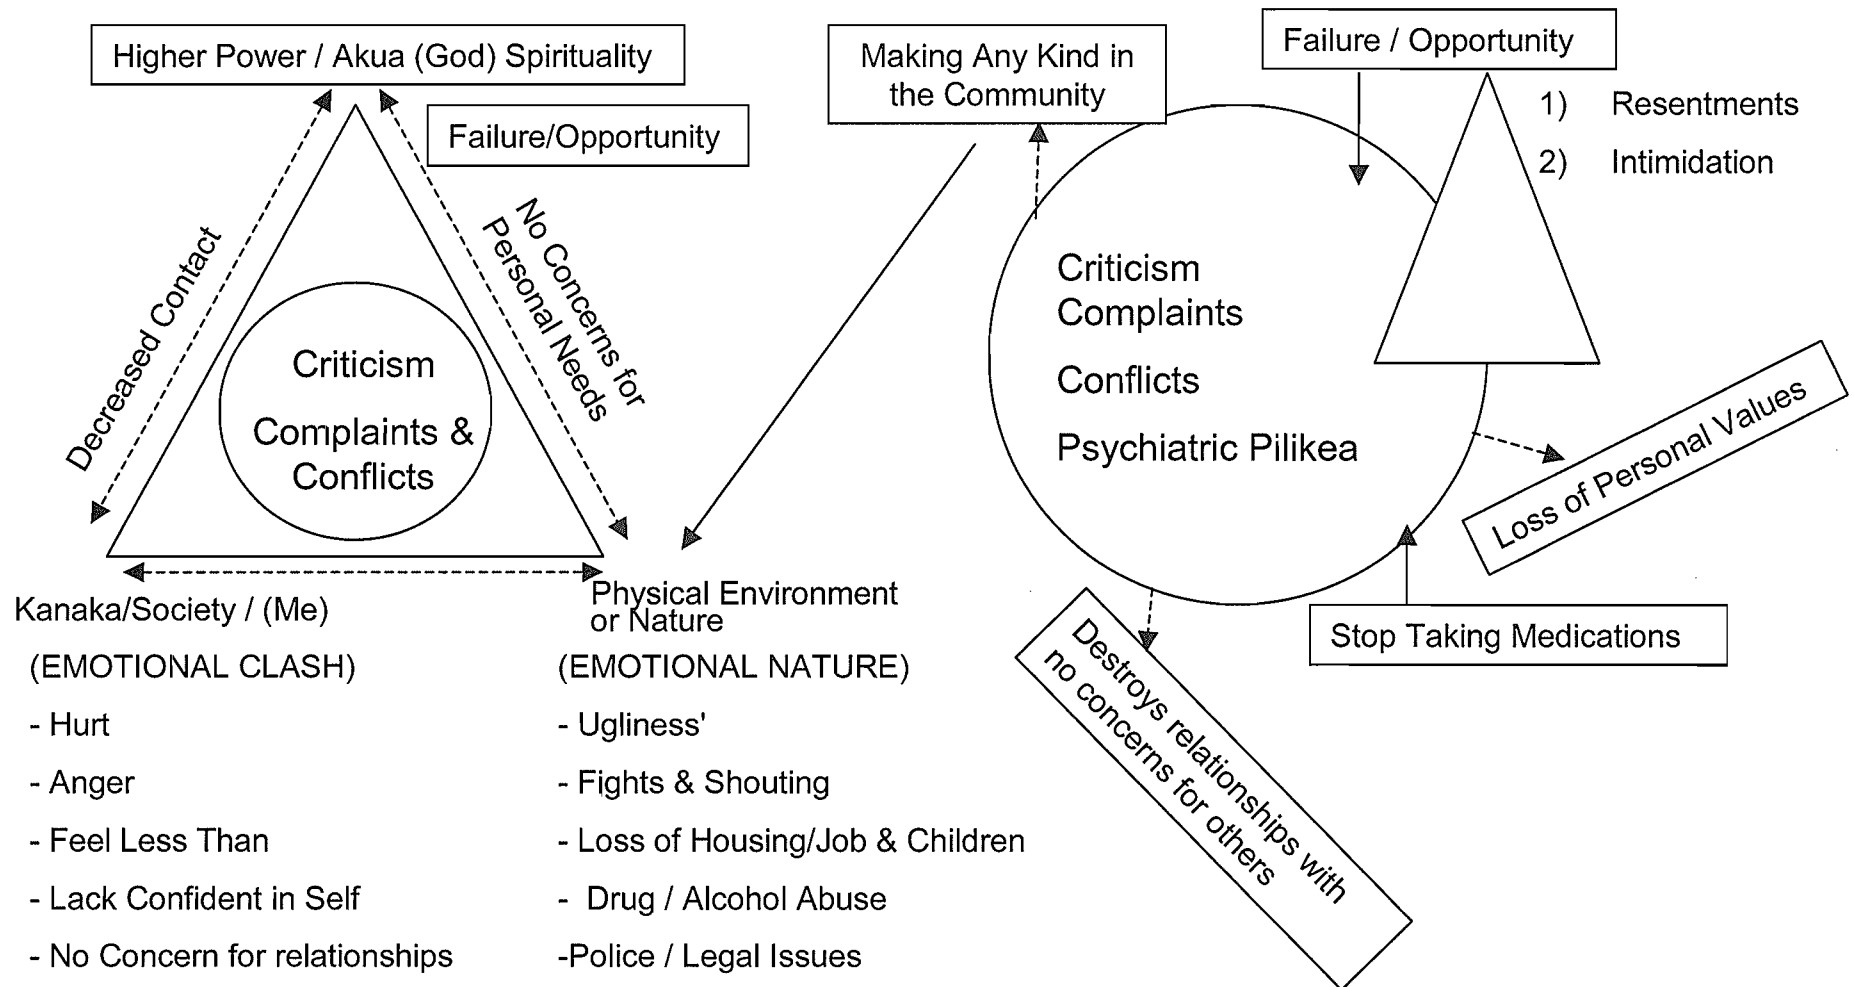 Higher Power / Akua (God) Spirituality
Failure/Opportunity
Decreased Contact
No Concerns for
Personal Needs
Criticism
Complaints &
Conflicts
Kanaka/Society / (Me)
(EMOTIONAL CLASH)
- Hurt
- Anger
- Feel Less Than
- Lack Confident in Self
- No Concern for relationships
Physical Environment
or Nature
(EMOTIONAL NATURE)
- Ugliness'
- Fights & Shouting
- Loss of Housing/Job & Children
- Drug / Alcohol Abuse
-Police / Legal Issues
Making Any Kind in
the Community
Failure / Opportunity
1) Resentments
2) Intimidation
Criticism
Complaints
Conflicts
Psychiatric Pilikea
Loss of Personal Values
Stop Taking Medications
Destroys relationships with
no concerns for others